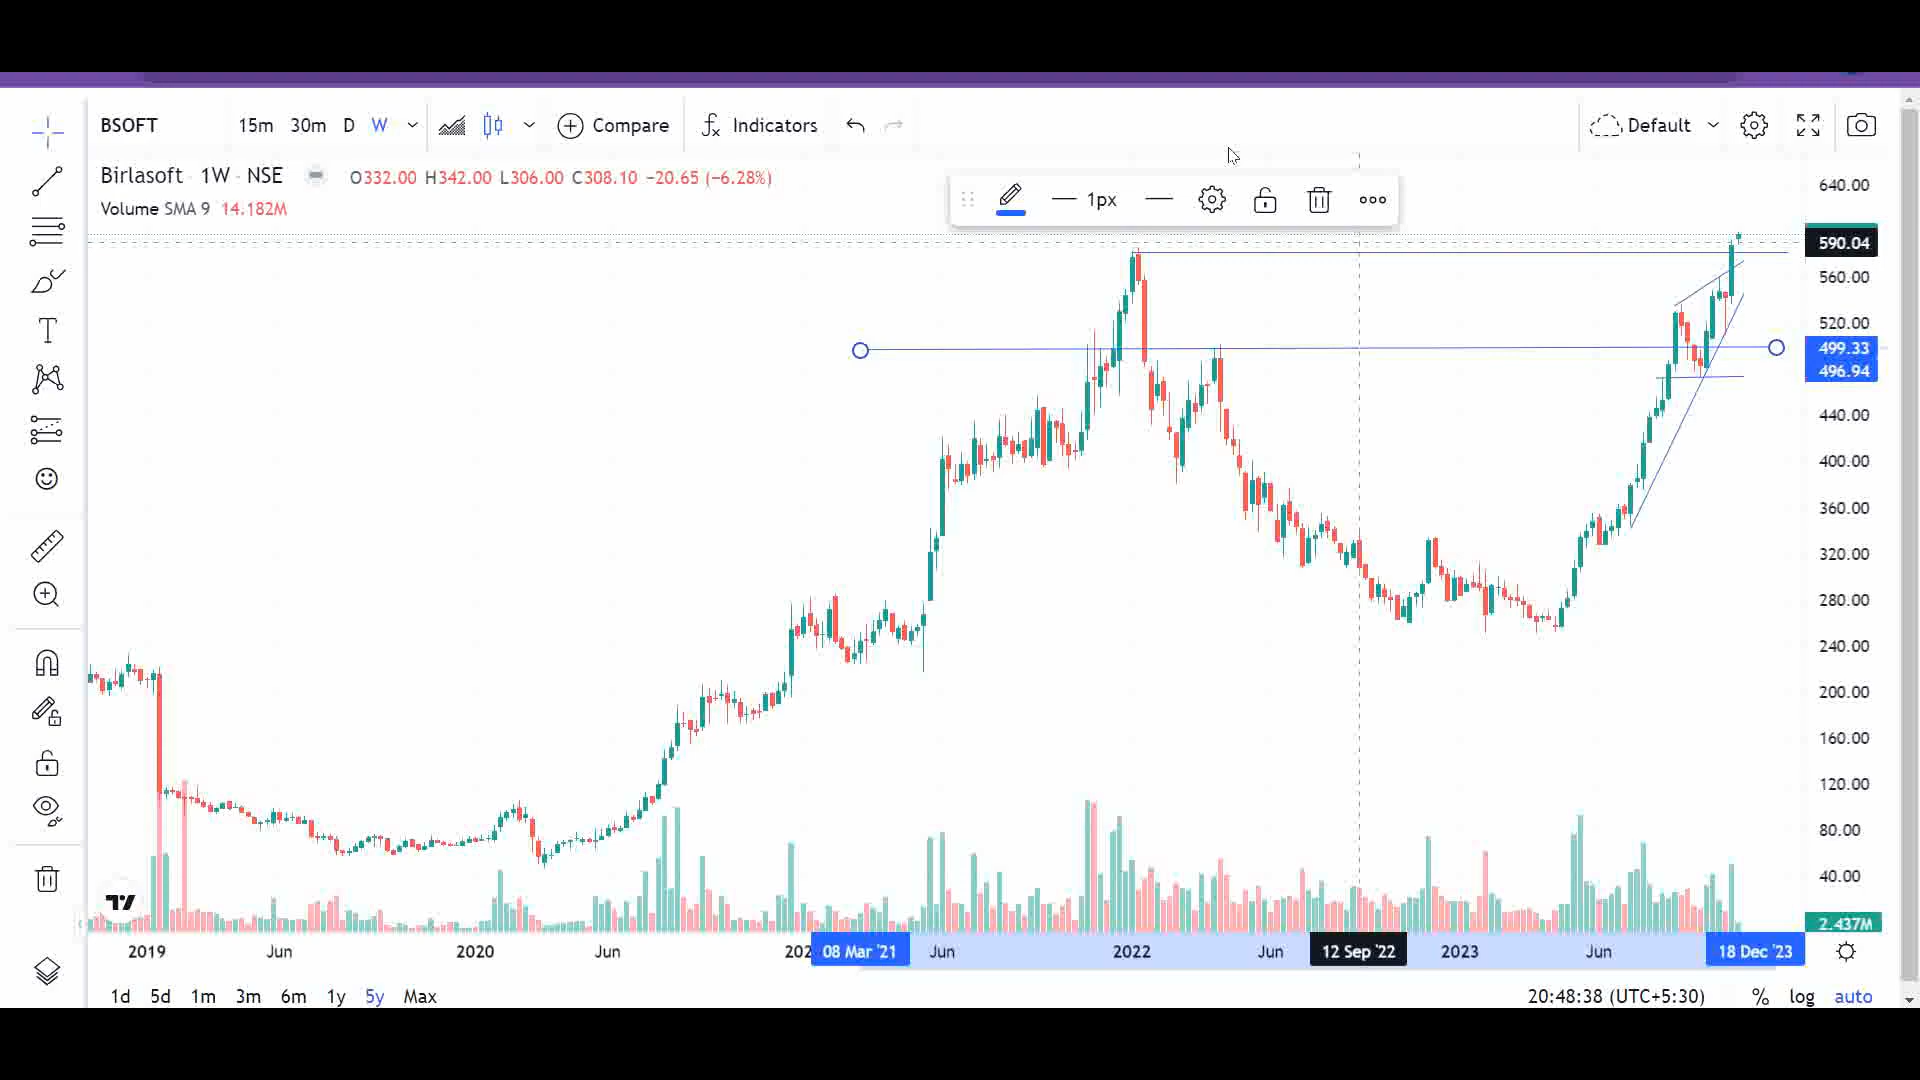 BSOFT 15m 30m D W Compare Indicators Default
Birlasoft · 1W · NSE O332.00 H342.00 L306.00 C308.10 −20.65 (−6.28%)
Volume SMA 9 14.182M
1px
640.00
590.04
560.00
520.00
499.33
496.94
440.00
400.00
360.00
320.00
280.00
240.00
200.00
160.00
120.00
80.00
40.00
2.437M
2019 Jun 2020 Jun 08 Mar '21 Jun 2022 Jun 12 Sep '22 2023 Jun 18 Dec '23
1d 5d 1m 3m 6m 1y 5y Max 20:48:38 (UTC+5:30) % log auto